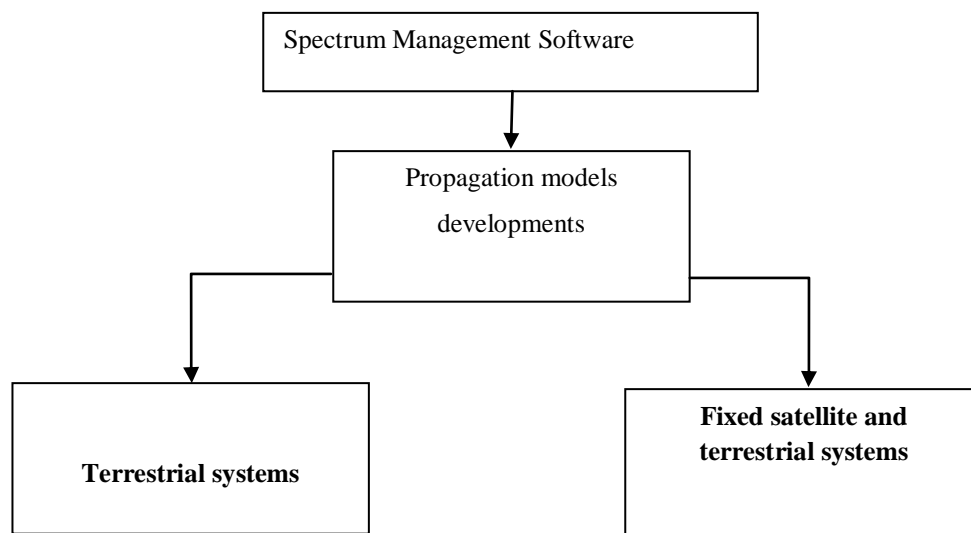 Spectrum Management Software
Propagation models
developments
Terrestrial systems
Fixed satellite and
terrestrial systems